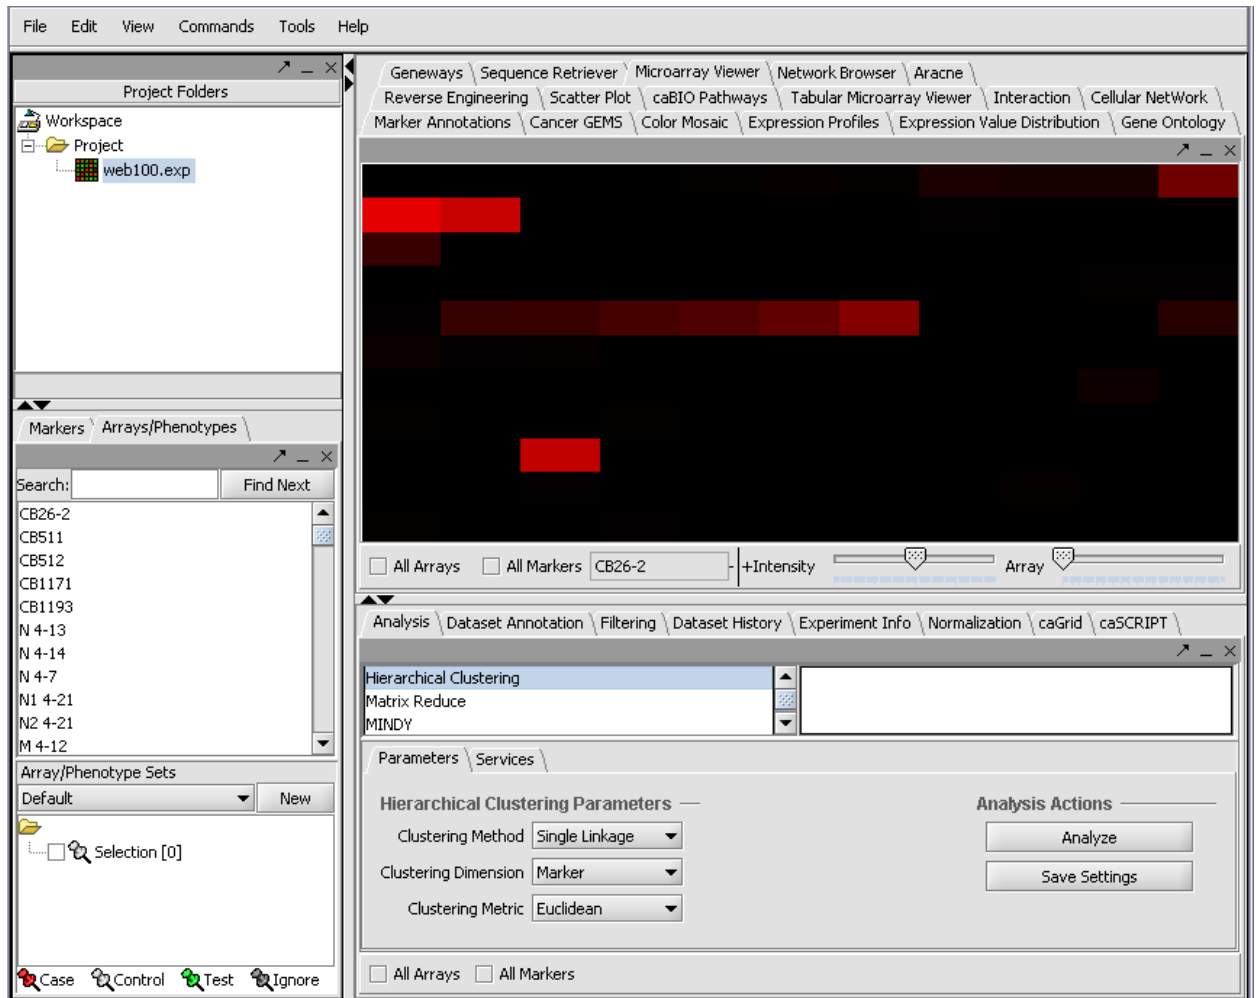 File Edit View Commands Tools Help
Project Folders
Workspace
Project
web100.exp
Markers Arrays/Phenotypes
Search: Find Next
CB26-2
CB511
CB512
CB1171
CB1193
N 4-13
N 4-14
N 4-7
N1 4-21
N2 4-21
M 4-12
Array/Phenotype Sets
Default New
Selection [0]
Case Control Test Ignore
Geneways Sequence Retriever Microarray Viewer Network Browser Aracne
Reverse Engineering Scatter Plot caBIO Pathways Tabular Microarray Viewer Interaction Cellular NetWork
Marker Annotations Cancer GEMS Color Mosaic Expression Profiles Expression Value Distribution Gene Ontology
All Arrays All Markers CB26-2 - +Intensity Array
Analysis Dataset Annotation Filtering Dataset History Experiment Info Normalization caGrid caSCRIPT
Hierarchical Clustering
Matrix Reduce
MINDY
Parameters Services
Hierarchical Clustering Parameters Analysis Actions
Clustering Method Single Linkage Analyze
Clustering Dimension Marker Save Settings
Clustering Metric Euclidean
All Arrays All Markers